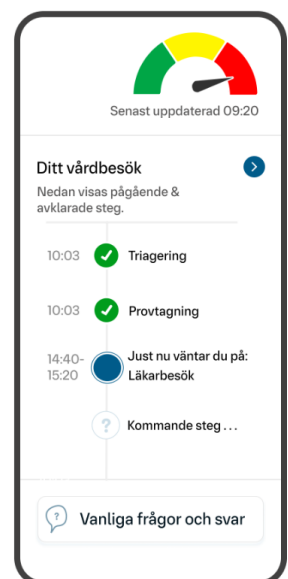 Senast uppdaterad 09:20
Ditt vårdbesök
Nedan visas pågående &
avklarade steg.
10:03 Triagering
10:03 Provtagning
14:40-
15:20
Just nu väntar du på:
Läkarbesök
? Kommande steg ...
? Vanliga frågor och svar